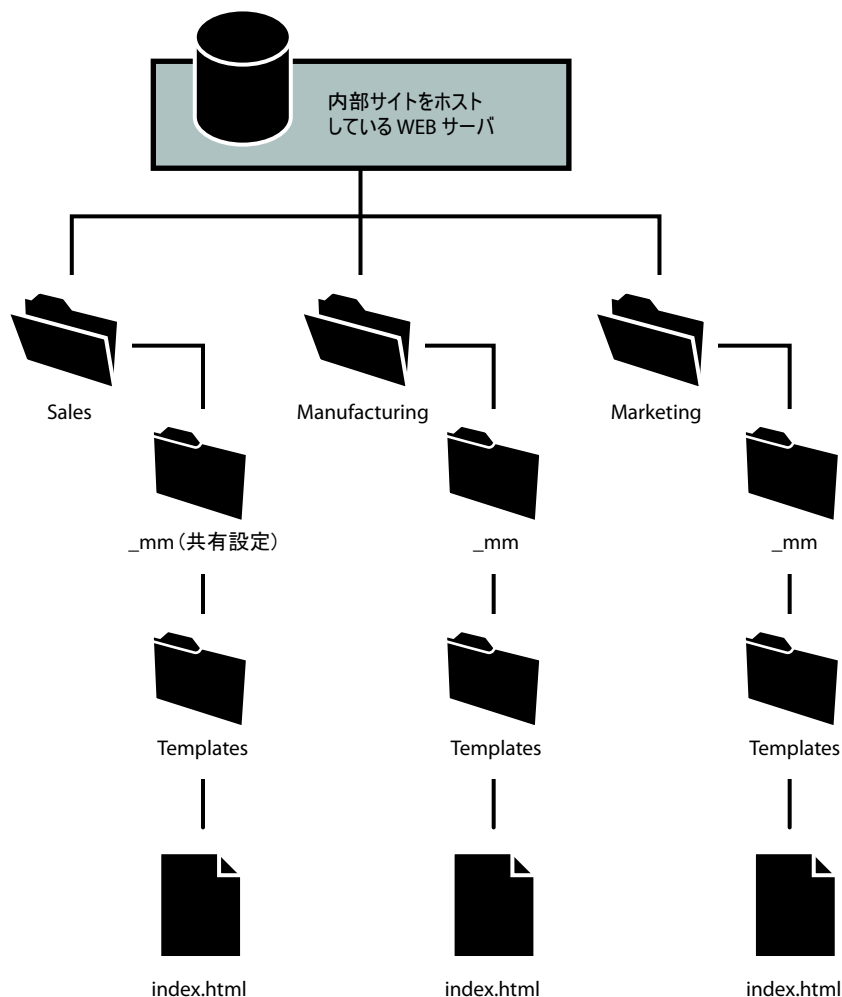 内部サイトをホスト
している WEB サーバ
Sales
Manufacturing
Marketing
_mm（共有設定）
_mm
_mm
Templates
Templates
Templates
index.html
index.html
index.html